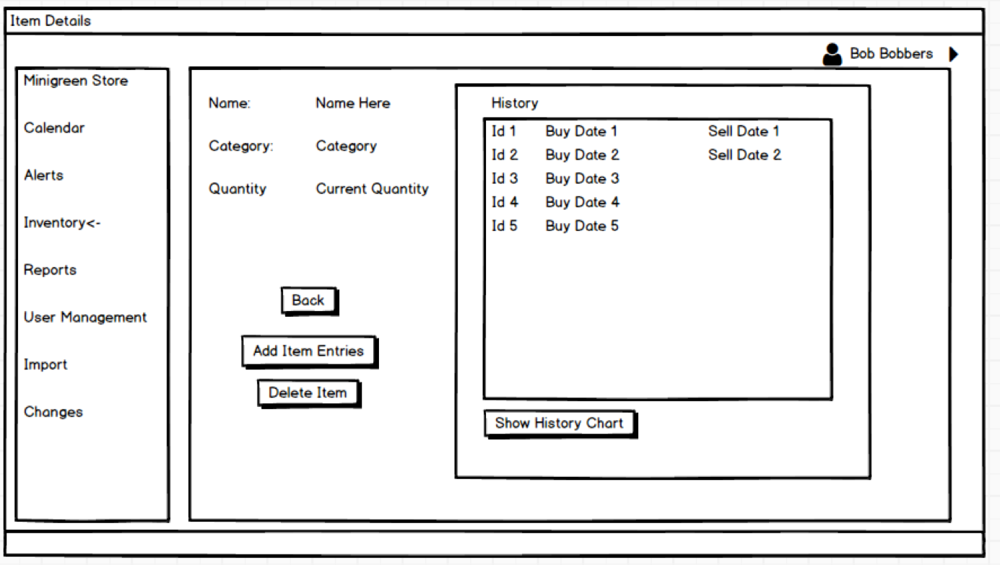 Item Details
Bob Bobbers
Minigreen Store
Calendar
Alerts
Inventory<-
Reports
User Management
Import
Changes
Name: Name Here
Category: Category
Quantity Current Quantity
Back
Add Item Entries
Delete Item
History
Id 1 Buy Date 1 Sell Date 1
Id 2 Buy Date 2 Sell Date 2
Id 3 Buy Date 3
Id 4 Buy Date 4
Id 5 Buy Date 5
Show History Chart